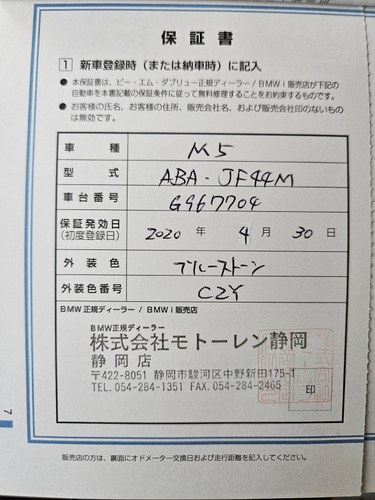 保証書
1 新車登録時（または納車時）に記入
● 本保証書は、ビー・エム・ダブリュー正規ディーラー / BMW i 販売店が下記の
自動車を本書記載の保証条件に従って無料修理することをお約束するものです。
● お客様の氏名、お客様の住所、販売会社名、および販売会社印のないもの
は無効です。
車種 M5
型式 ABA-JF44M
車台番号 G967704
保証発効日
(初度登録日) 2020 年 4 月 30 日
外装色 ブルーストーン
外装色番号 C2Y
BMW 正規ディーラー / BMW i 販売店
BMW正規ディーラー
株式会社モトーレン静岡
静岡店
〒422-8051 静岡市駿河区中野新田175-1
TEL.054-284-1351 FAX.054-284-2465
印
7
販売店の方は、裏面にオドメーター交換日および走行距離を記入してください。